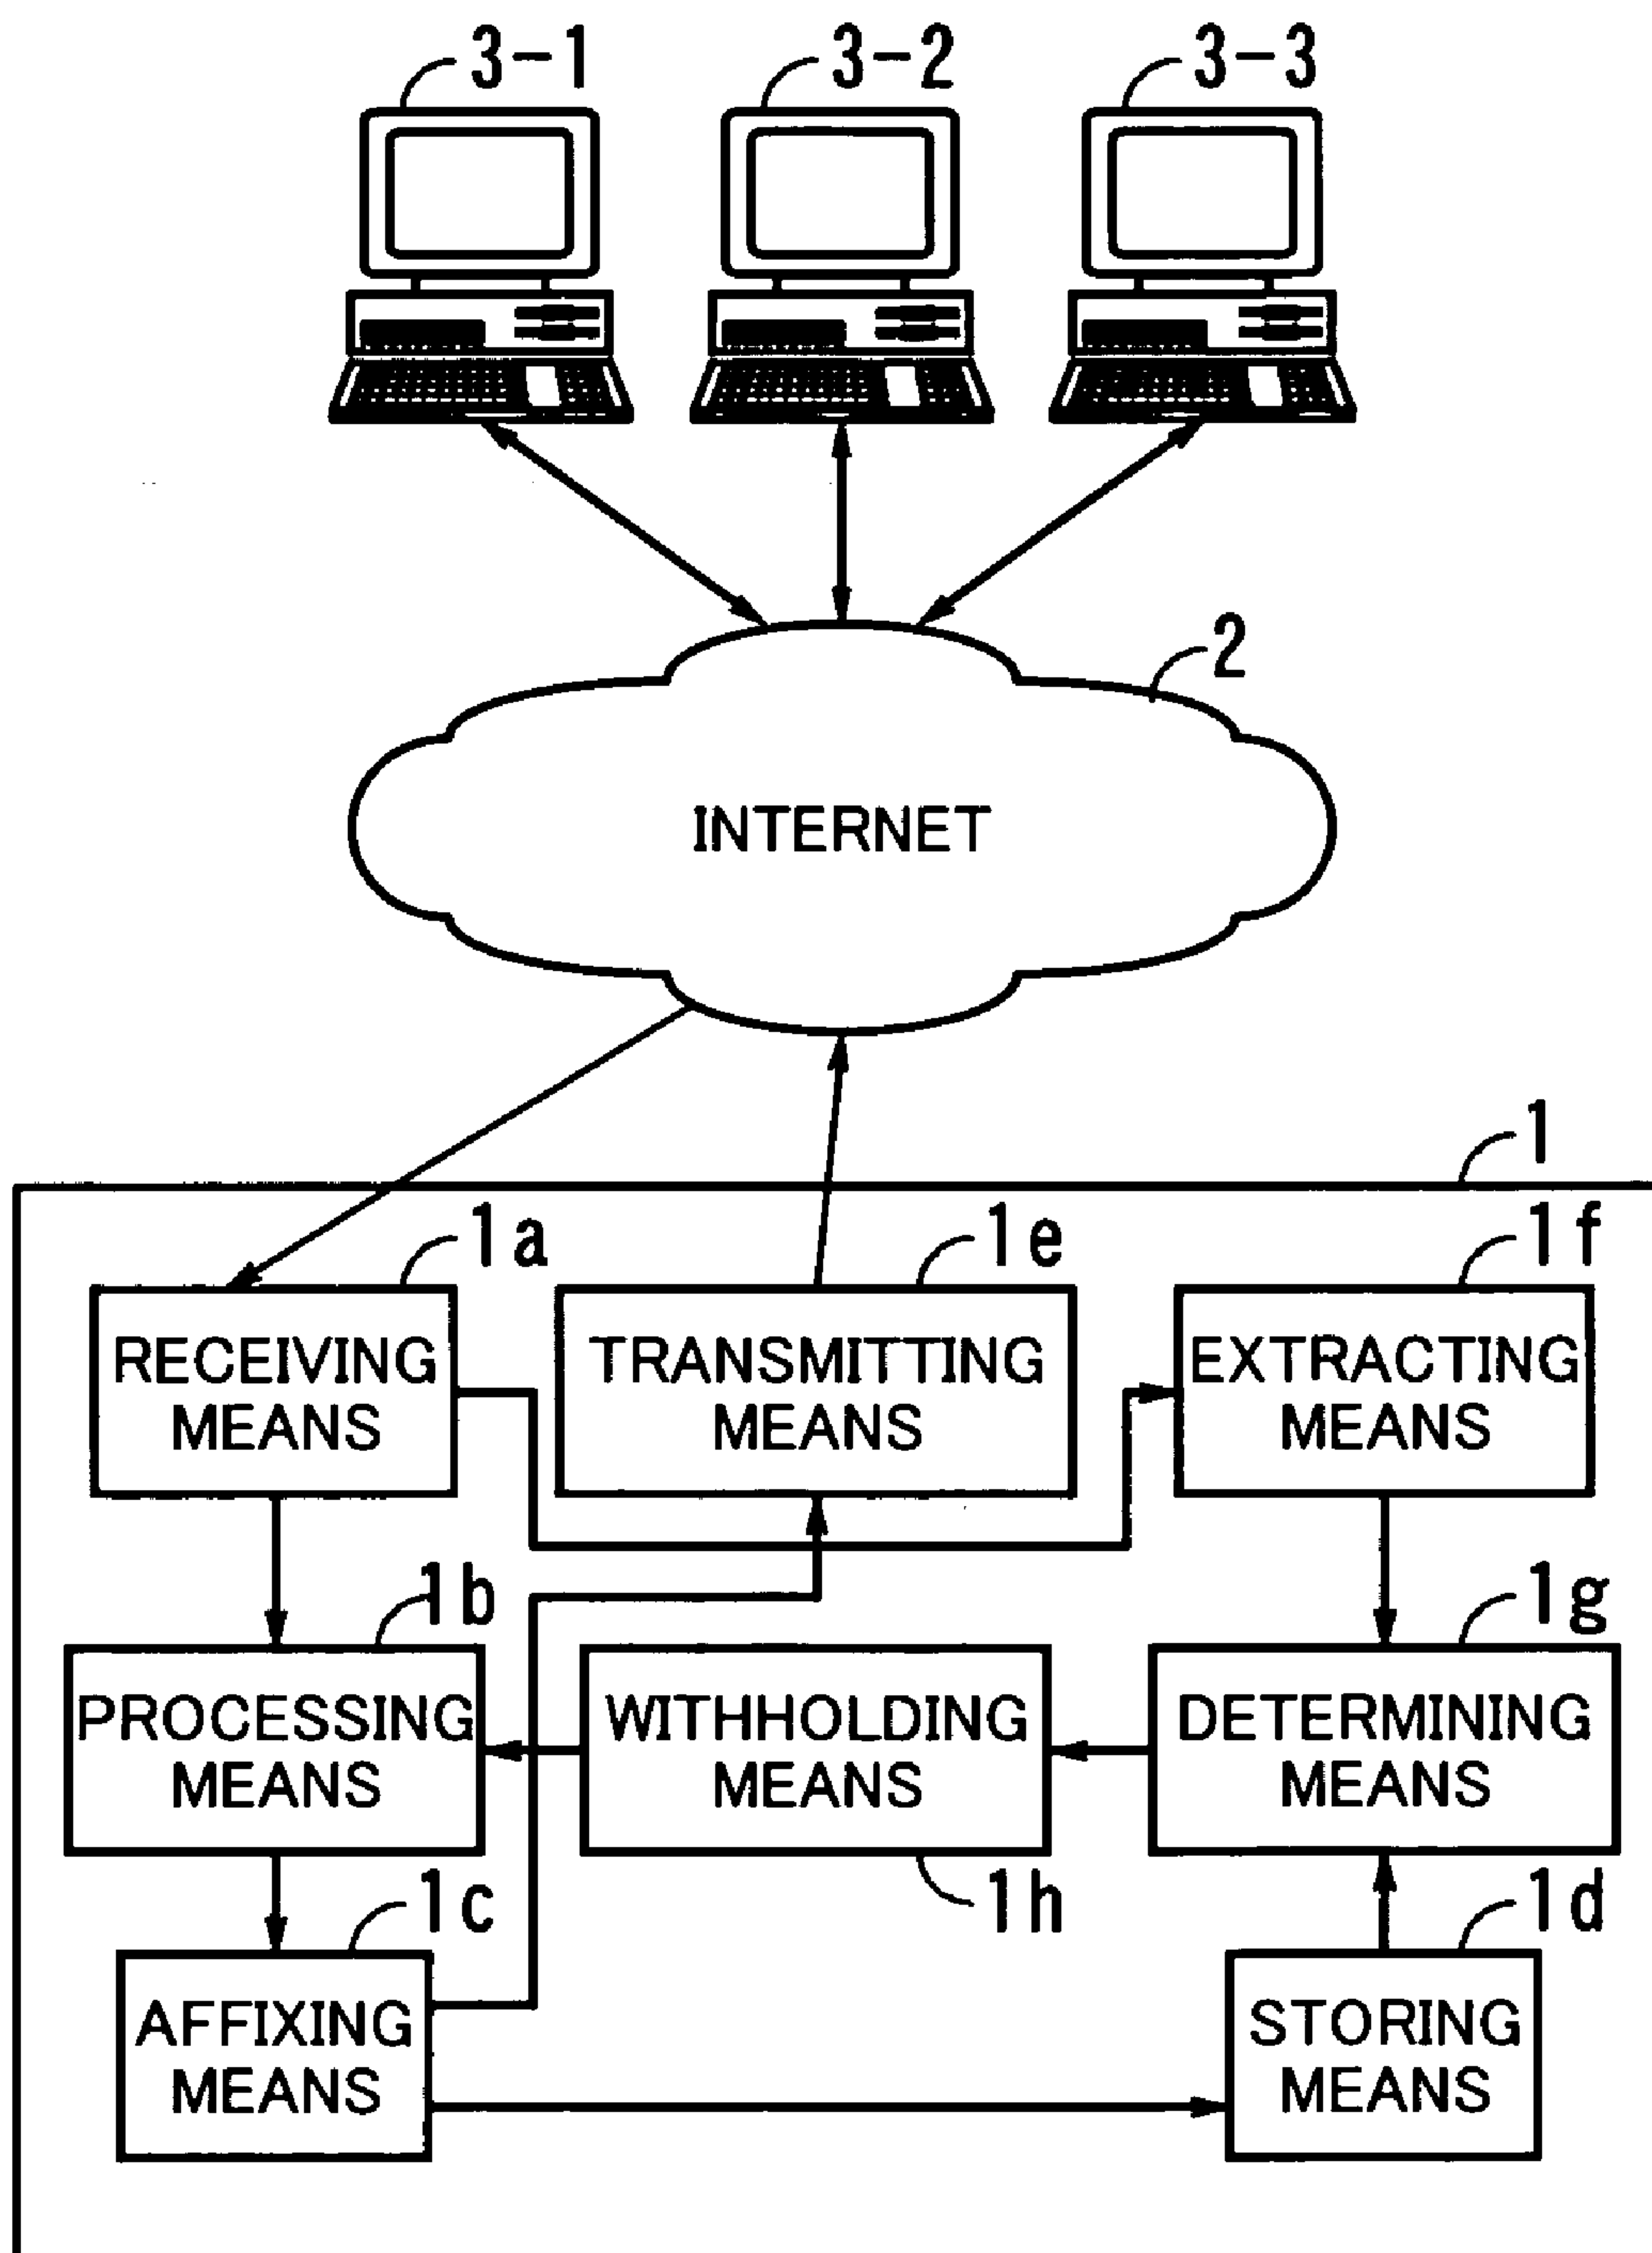 3-1
3-2
3-3
2
INTERNET
1
1a
1e
1f
RECEIVING
MEANS
TRANSMITTING
MEANS
EXTRACTING
MEANS
1b
1g
PROCESSING
MEANS
WITHHOLDING
MEANS
DETERMINING
MEANS
1c
1h
1d
AFFIXING
MEANS
STORING
MEANS